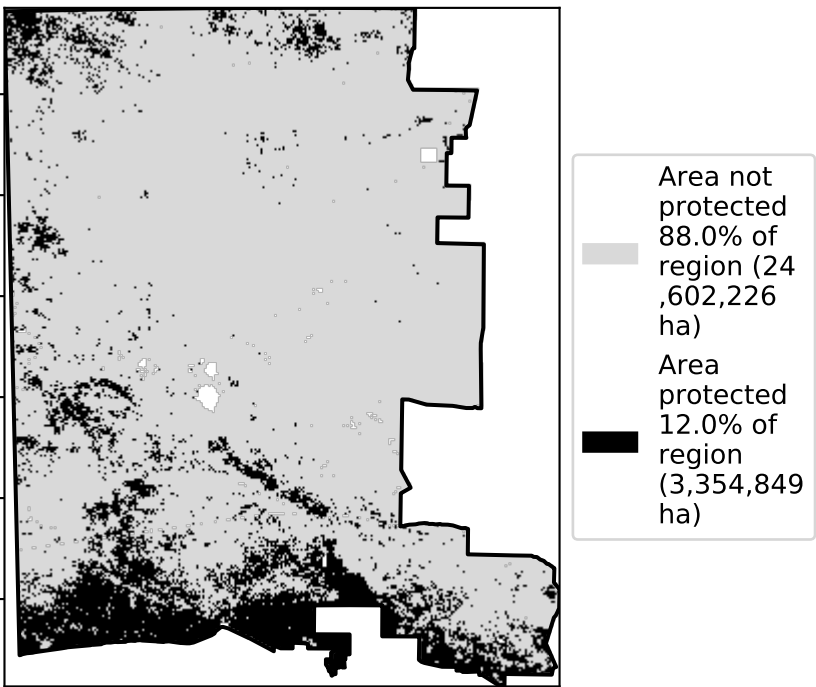 Area not
protected
88.0% of
region (24
,602,226
ha)
Area
protected
12.0% of
region
(3,354,849
ha)